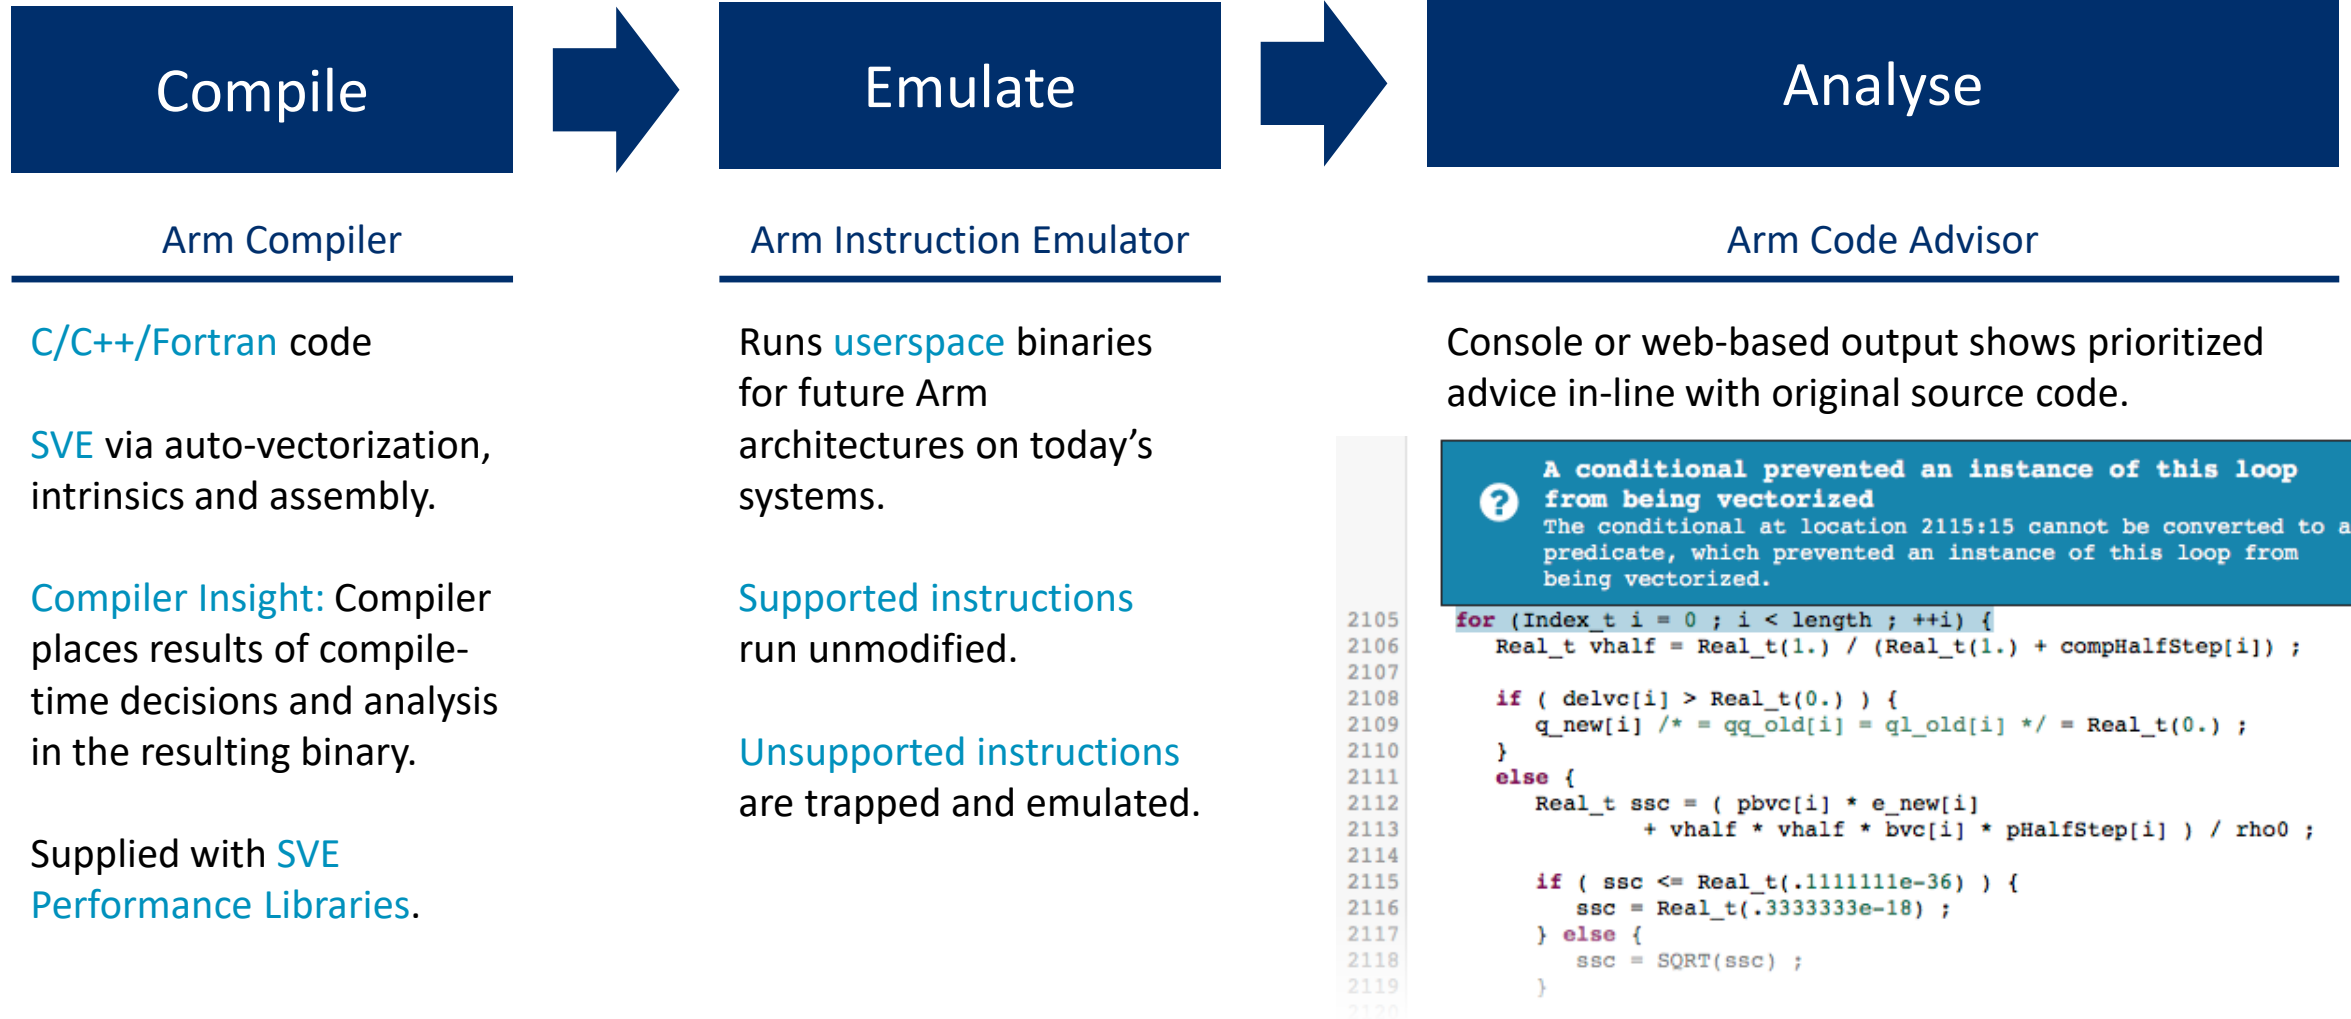 Compile
Emulate
Analyse
Arm Compiler
C/C++/Fortran code
SVE via auto-vectorization,
intrinsics and assembly.
Compiler Insight: Compiler
places results of compile-
time decisions and analysis
in the resulting binary.
Supplied with SVE
Performance Libraries.
Arm Instruction Emulator
Runs userspace binaries
for future Arm
architectures on today’s
systems.
Supported instructions
run unmodified.
Unsupported instructions
are trapped and emulated.
Arm Code Advisor
Console or web-based output shows prioritized
advice in-line with original source code.
? A conditional prevented an instance of this loop
from being vectorized
The conditional at location 2115:15 cannot be converted to a
predicate, which prevented an instance of this loop from
being vectorized.
2105 for (Index_t i = 0 ; i < length ; ++i) {
2106 Real_t vhalf = Real_t(1.) / (Real_t(1.) + compHalfStep[i]) ;
2107
2108 if ( delvc[i] > Real_t(0.) ) {
2109 q_new[i] /* = qq_old[i] = ql_old[i] */ = Real_t(0.) ;
2110 }
2111 else {
2112 Real_t ssc = ( pbvc[i] * e_new[i]
2113 + vhalf * vhalf * bvc[i] * pHalfStep[i] ) / rho0 ;
2114
2115 if ( ssc <= Real_t(.1111111e-36) ) {
2116 ssc = Real_t(.3333333e-18) ;
2117 } else {
2118 ssc = SQRT(ssc) ;
2119 }
2120